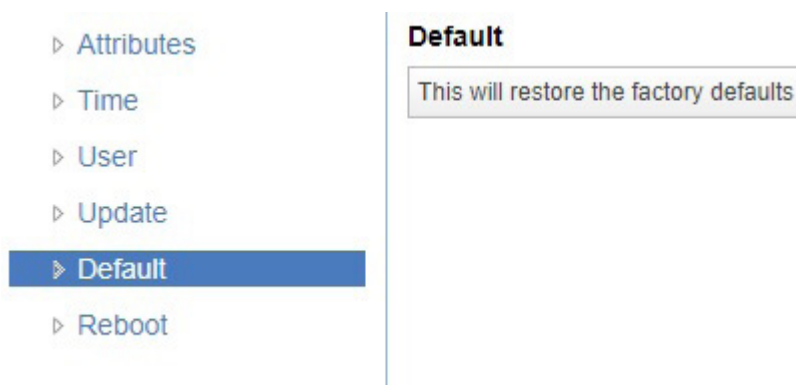 Attributes
Time
User
Update
Default
Reboot
Default
This will restore the factory defaults